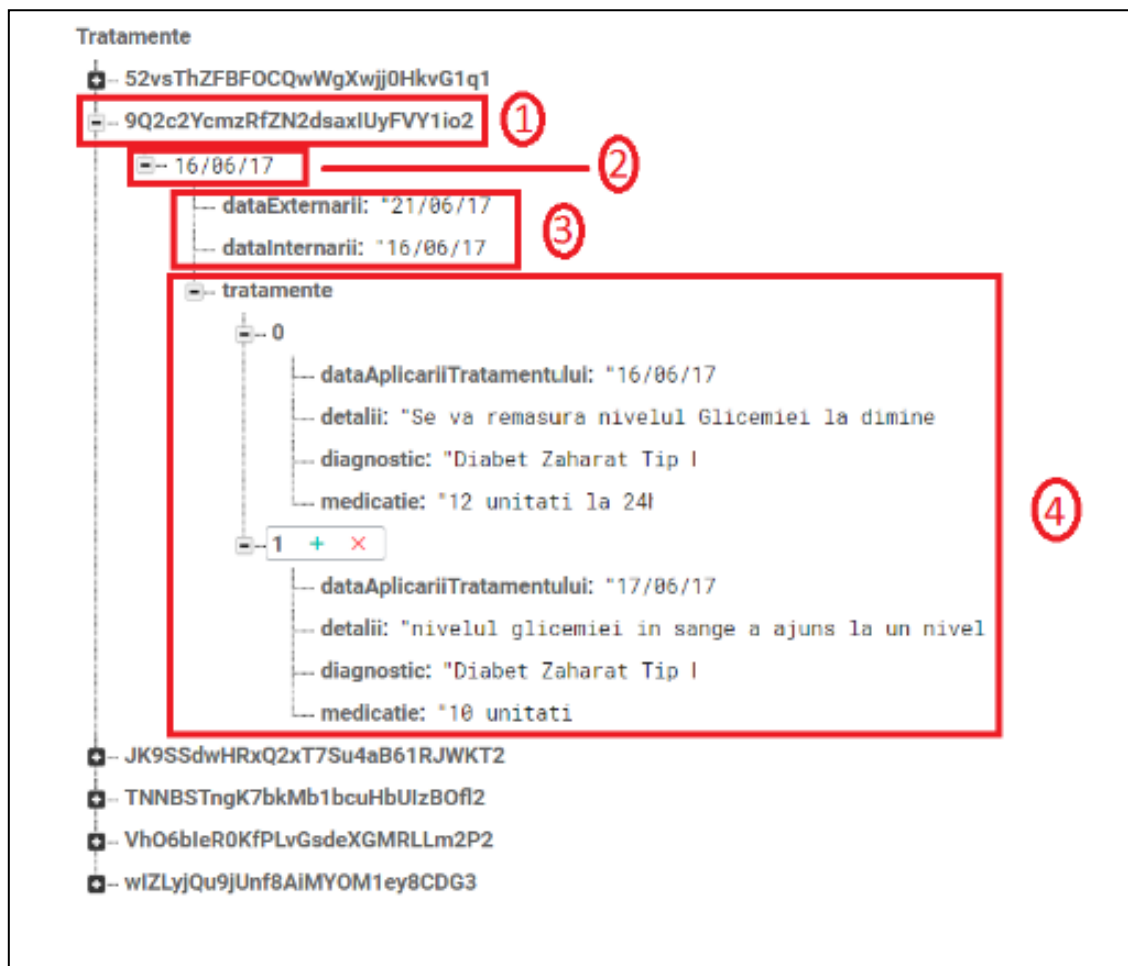 Tratamente
52vsThZFBFOCQwWgXwjj0HkvG1q1
9Q2c2YcmzRfZN2dsaxIUyFVY1io2 1
16/06/17 2
dataExternarii: "21/06/17
dataInternarii: "16/06/17
3
tratamente
0
dataAplicariiTratamentului: "16/06/17
detalii: "Se va remasura nivelul Glicemiei la dimine
diagnostic: "Diabet Zaharat Tip I
medicatie: "12 unitati la 24h
4
1 + ×
dataAplicariiTratamentului: "17/06/17
detalii: "nivelul glicemiei in sange a ajuns la un nivel
diagnostic: "Diabet Zaharat Tip I
medicatie: "10 unitati
JK9SSdwHRxQ2xT7Su4aB61RJWKT2
TNNBSTngK7bkMb1bcuHbUIzBOfl2
VhO6bIeR0KfPLvGsdeXGMRLLm2P2
wIZLyjQu9jUnf8AiMYOM1ey8CDG3